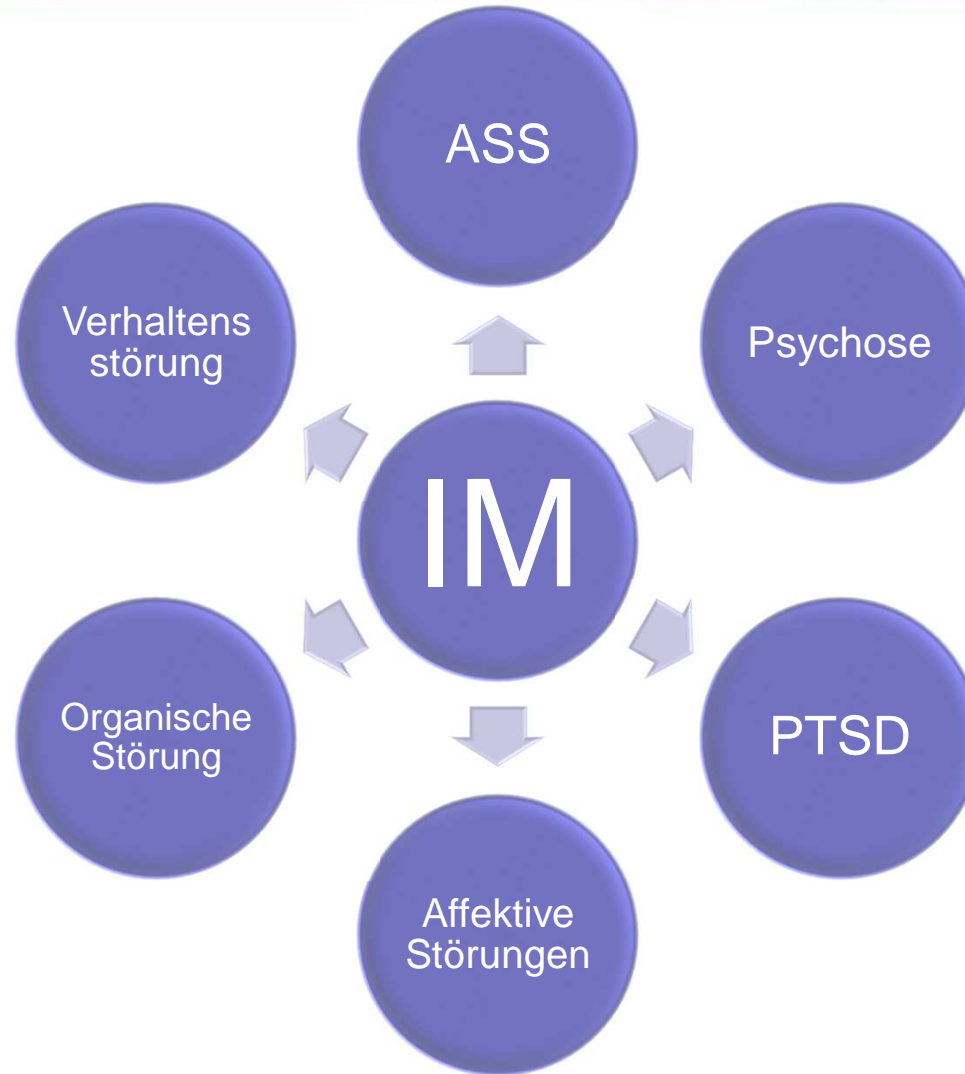 ASS
Verhaltens
störung
Psychose
IM
Organische
Störung
PTSD
Affektive
Störungen